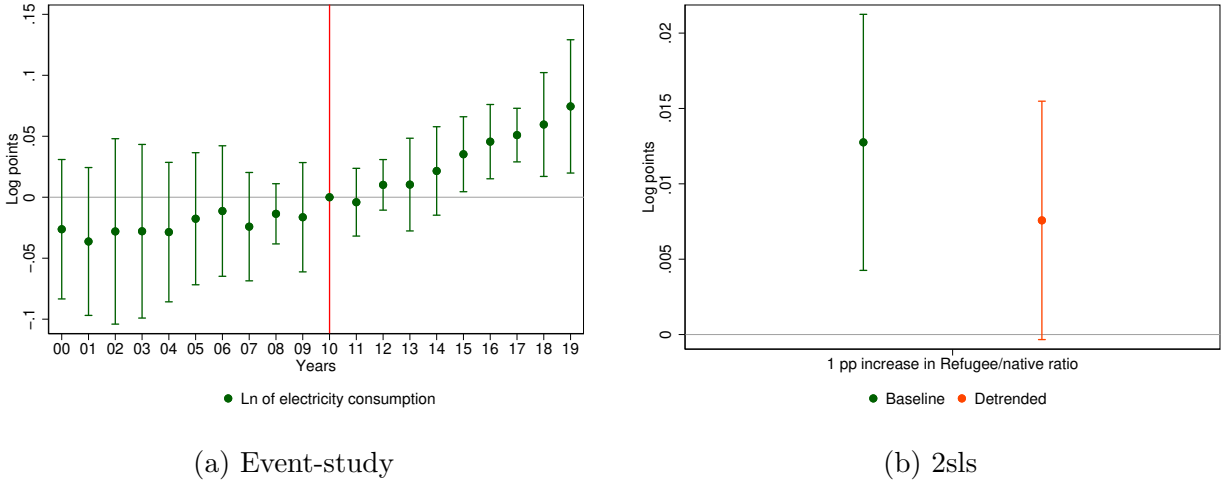 .15
.1
.05
0
-.05
-.1
Log points
00 01 02 03 04 05 06 07 08 09 10 11 12 13 14 15 16 17 18 19
Years
Ln of electricity consumption
(a) Event-study
.02
.015
.01
.005
0
Log points
1 pp increase in Refugee/native ratio
Baseline Detrended
(b) 2sls